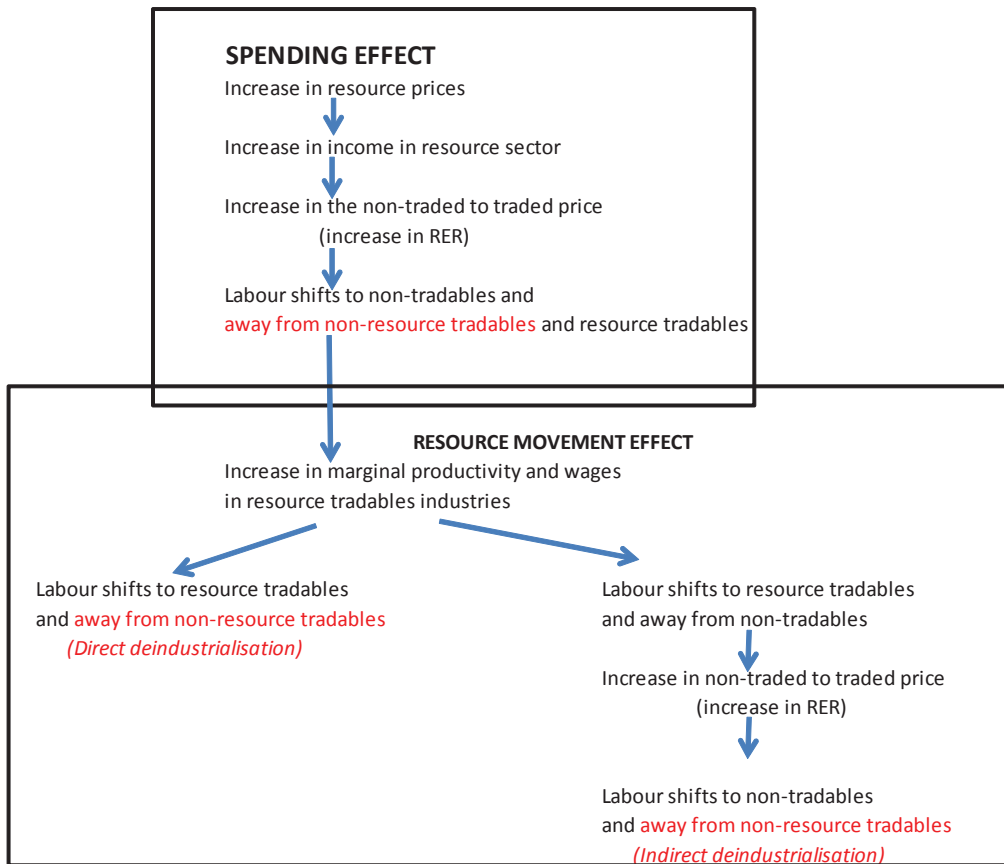 SPENDING EFFECT
Increase in resource prices
Increase in income in resource sector
Increase in the non-traded to traded price
(increase in RER)
Labour shifts to non-tradables and
away from non-resource tradables and resource tradables
RESOURCE MOVEMENT EFFECT
Increase in marginal productivity and wages
in resource tradables industries
Labour shifts to resource tradables
and away from non-resource tradables
(Direct deindustrialisation)
Labour shifts to resource tradables
and away from non-tradables
Increase in non-traded to traded price
(increase in RER)
Labour shifts to non-tradables
and away from non-resource tradables
(Indirect deindustrialisation)